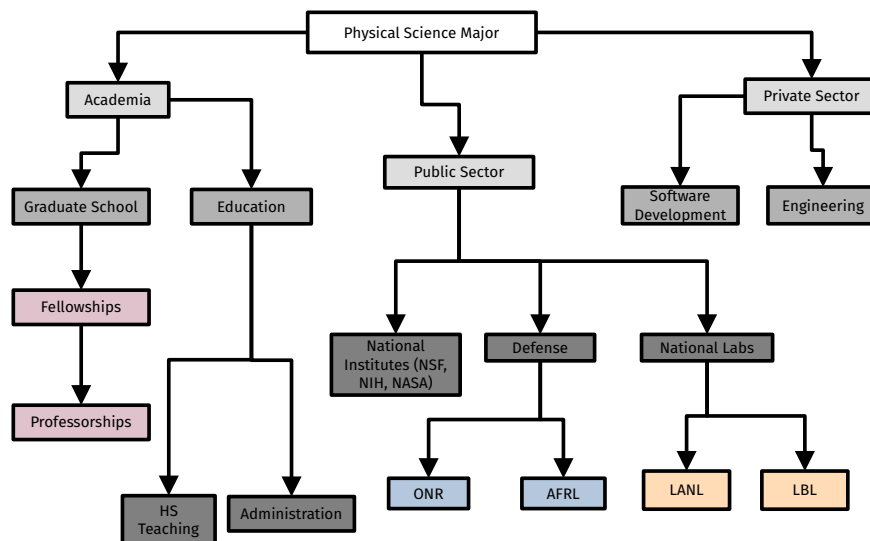 Physical Science Major
Academia
Private Sector
Public Sector
Graduate School
Education
Software
Development
Engineering
Fellowships
National
Institutes (NSF,
NIH, NASA)
Defense
National Labs
Professorships
HS
Teaching
Administration
ONR
AFRL
LANL
LBL